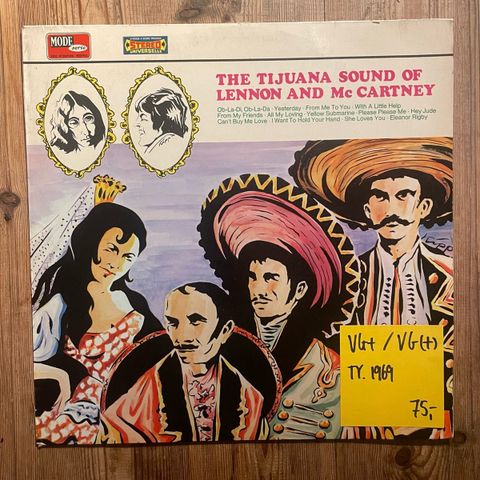 MODE
série
STEREO
UNIVERSELLE
THE TIJUANA SOUND OF
LENNON AND Mc CARTNEY
Ob-La-Di, Ob-La-Da · Yesterday · From Me To You · With A Little Help
From My Friends · All My Loving · Yellow Submarine · Please Please Me · Hey Jude
Can't Buy Me Love · I Want To Hold Your Hand · She Loves You · Eleanor Rigby
VG+ / VG(+)
TY. 1969
75,-